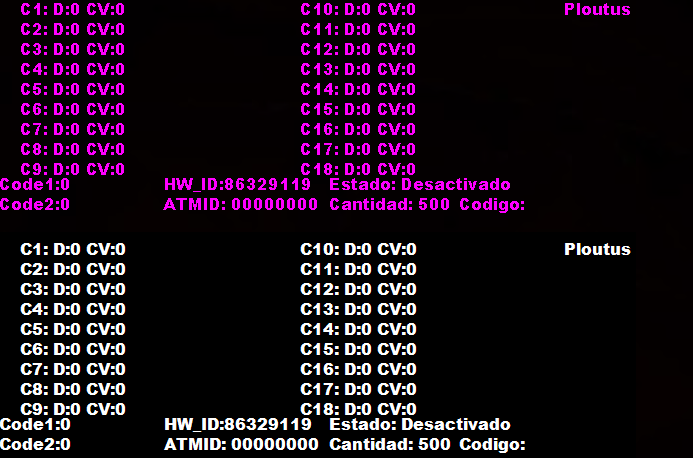 C1: D:0 CV:0 C10: D:0 CV:0 Ploutus
C2: D:0 CV:0 C11: D:0 CV:0
C3: D:0 CV:0 C12: D:0 CV:0
C4: D:0 CV:0 C13: D:0 CV:0
C5: D:0 CV:0 C14: D:0 CV:0
C6: D:0 CV:0 C15: D:0 CV:0
C7: D:0 CV:0 C16: D:0 CV:0
C8: D:0 CV:0 C17: D:0 CV:0
C9: D:0 CV:0 C18: D:0 CV:0
Code1:0 HW_ID:86329119 Estado: Desactivado
Code2:0 ATMID: 00000000 Cantidad: 500 Codigo:
C1: D:0 CV:0 C10: D:0 CV:0 Ploutus
C2: D:0 CV:0 C11: D:0 CV:0
C3: D:0 CV:0 C12: D:0 CV:0
C4: D:0 CV:0 C13: D:0 CV:0
C5: D:0 CV:0 C14: D:0 CV:0
C6: D:0 CV:0 C15: D:0 CV:0
C7: D:0 CV:0 C16: D:0 CV:0
C8: D:0 CV:0 C17: D:0 CV:0
C9: D:0 CV:0 C18: D:0 CV:0
Code1:0 HW_ID:86329119 Estado: Desactivado
Code2:0 ATMID: 00000000 Cantidad: 500 Codigo: